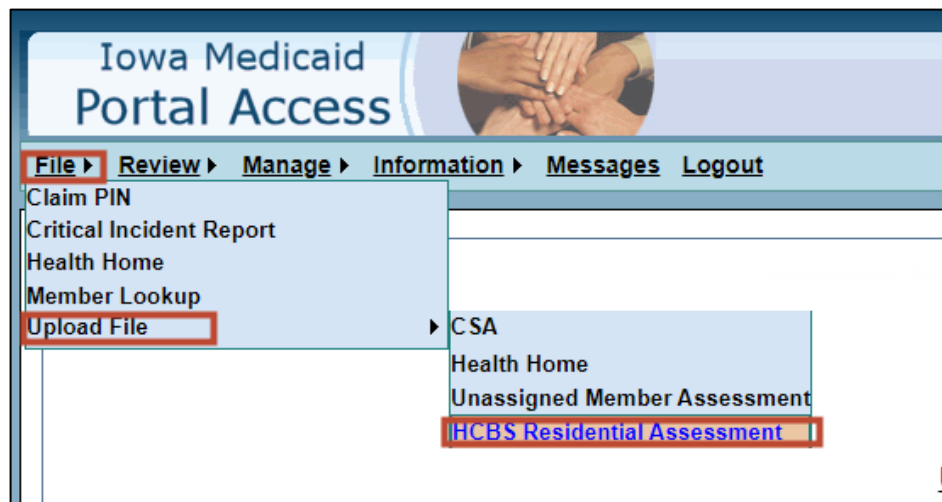 Iowa Medicaid
Portal Access
File Review Manage Information Messages Logout
Claim PIN
Critical Incident Report
Health Home
Member Lookup
Upload File
CSA
Health Home
Unassigned Member Assessment
HCBS Residential Assessment